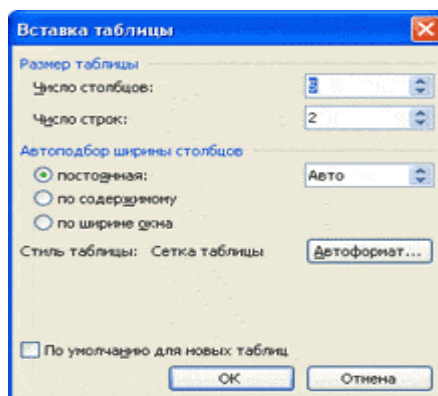 Вставка таблицы
Размер таблицы
Число столбцов:
Число строк: 2
Автоподбор ширины столбцов
постоянная: Авто
по содержимому
по ширине окна
Стиль таблицы: Сетка таблицы Автоформат...
По умолчанию для новых таблиц
ОК Отмена